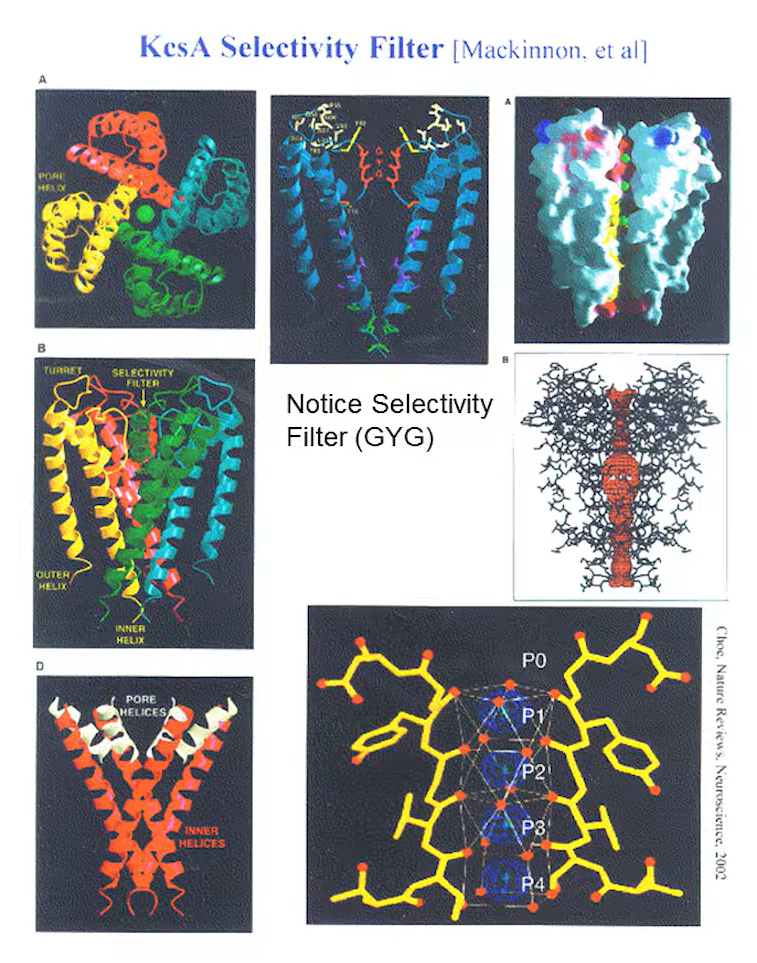 KcsA Selectivity Filter [Mackinnon, et al]
A
PORE
HELIX
G
Y
G
A
B
TURRET
SELECTIVITY
FILTER
OUTER
HELIX
INNER
HELIX
Notice Selectivity
Filter (GYG)
B
D
PORE
HELICES
INNER
HELICES
P0
P1
P2
P3
P4
Choe, Nature Reviews, Neuroscience, 2002